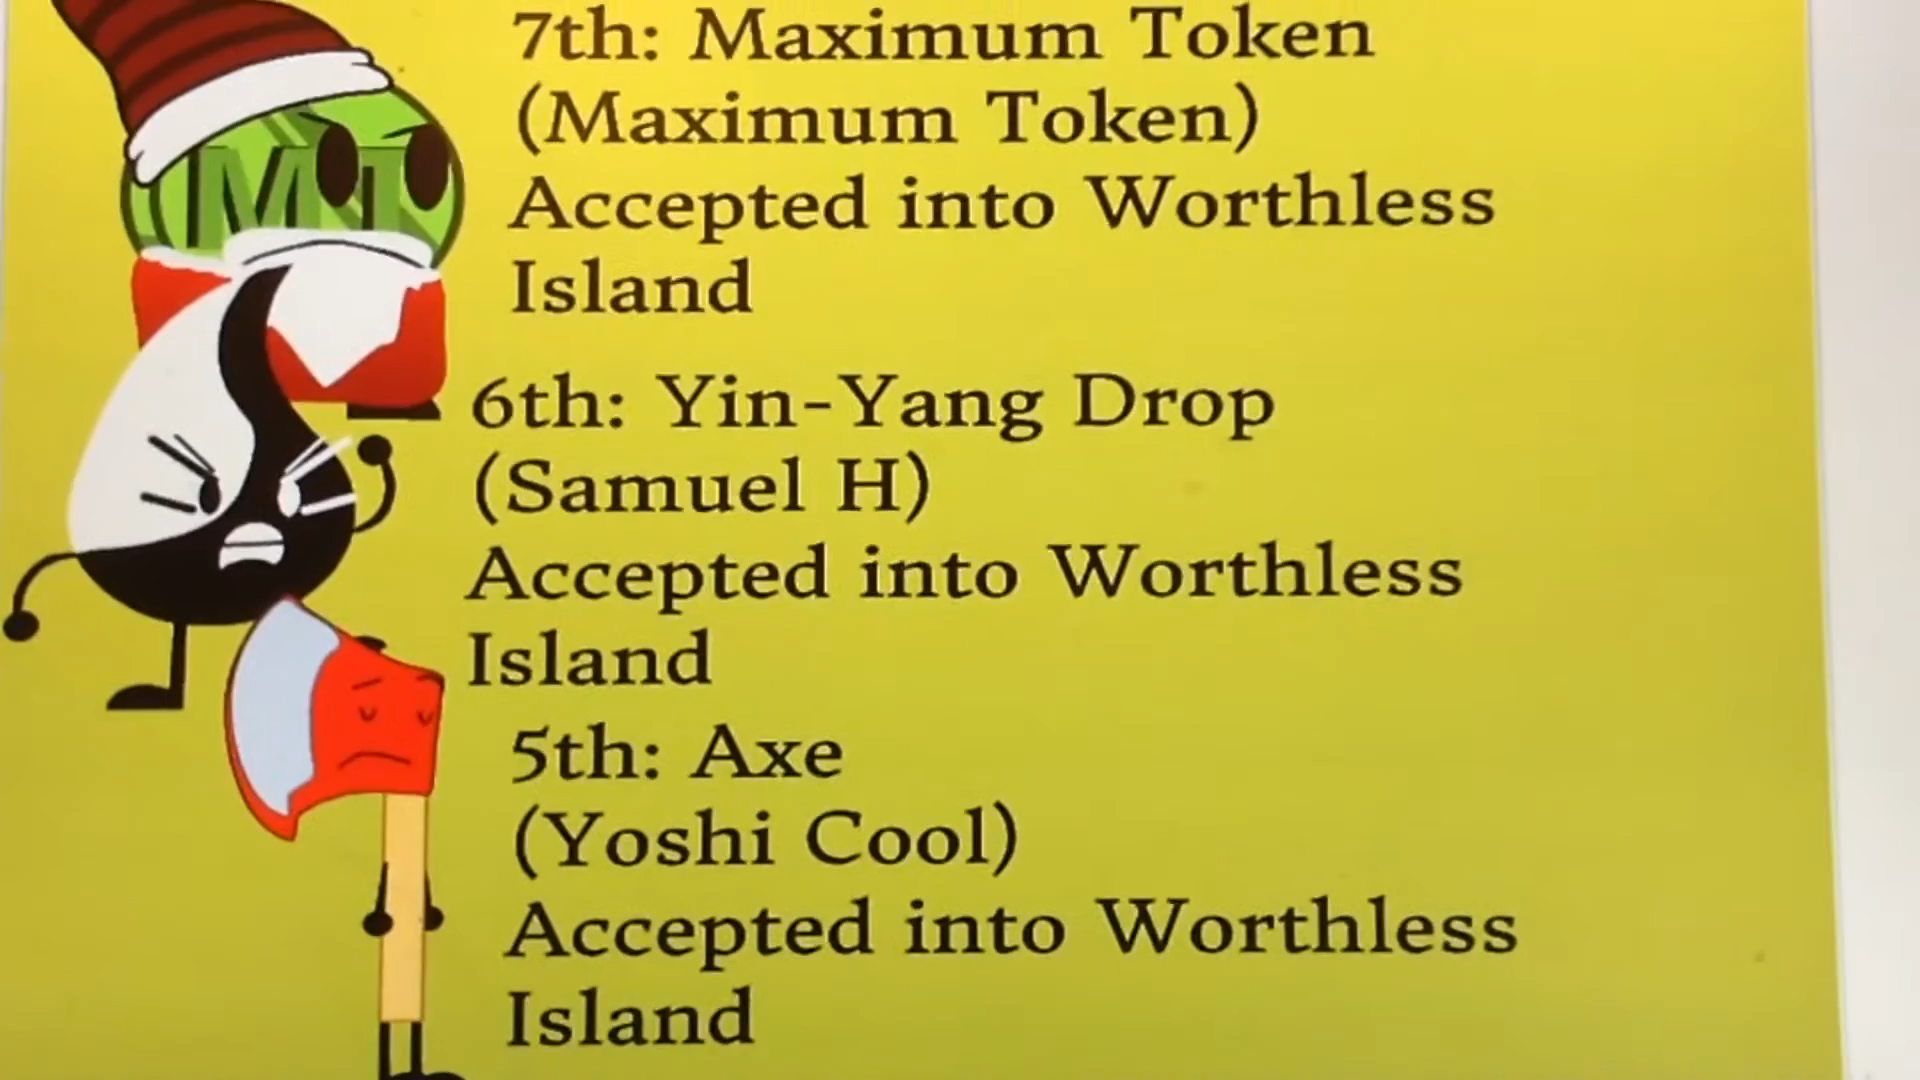 7th: Maximum Token
(Maximum Token)
Accepted into Worthless
Island
MT
6th: Yin-Yang Drop
(Samuel H)
Accepted into Worthless
Island
5th: Axe
(Yoshi Cool)
Accepted into Worthless
Island